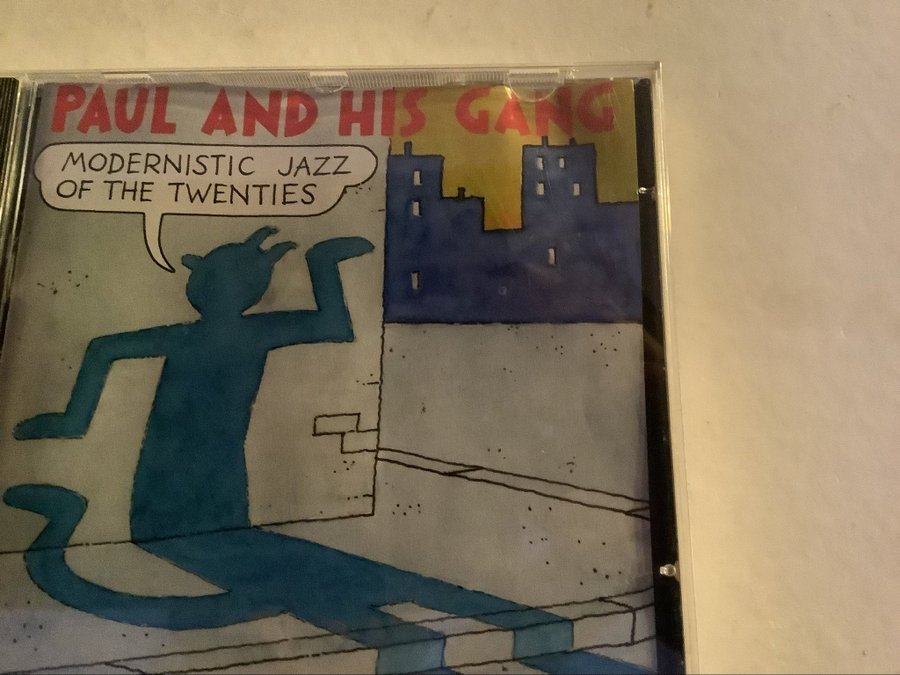 PAUL AND HIS GANG
MODERNISTIC JAZZ
OF THE TWENTIES